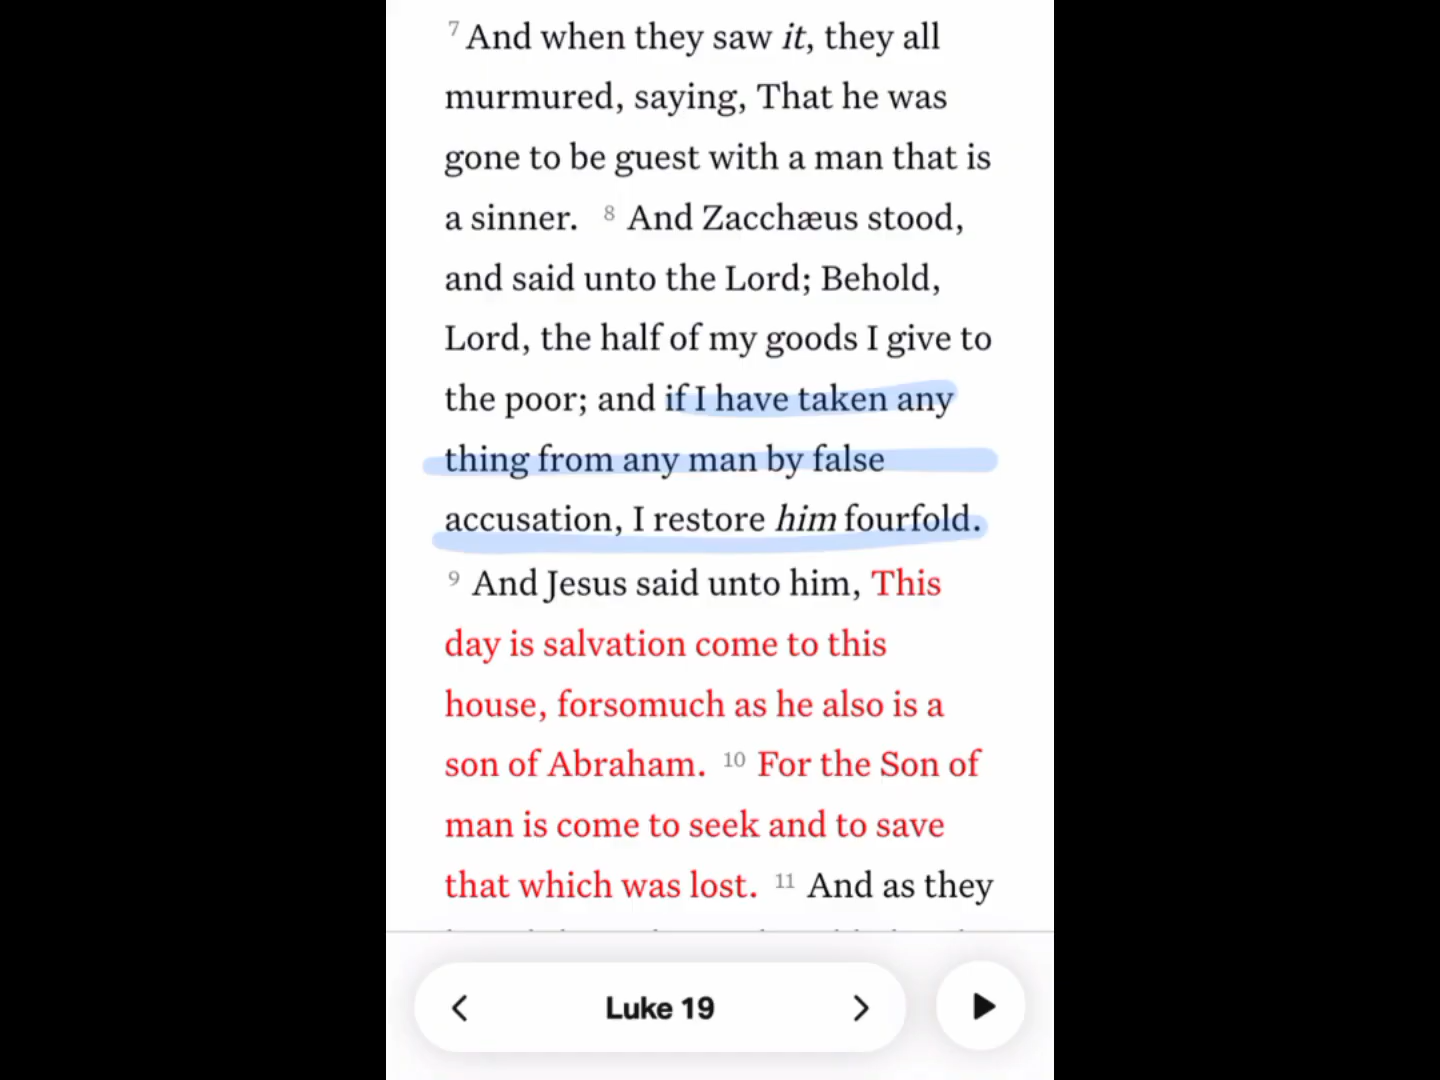 7 And when they saw it, they all
murmured, saying, That he was
gone to be guest with a man that is
a sinner. 8 And Zacchæus stood,
and said unto the Lord; Behold,
Lord, the half of my goods I give to
the poor; and if I have taken any
thing from any man by false
accusation, I restore him fourfold.
9 And Jesus said unto him, This
day is salvation come to this
house, forsomuch as he also is a
son of Abraham. 10 For the Son of
man is come to seek and to save
that which was lost. 11 And as they
Luke 19